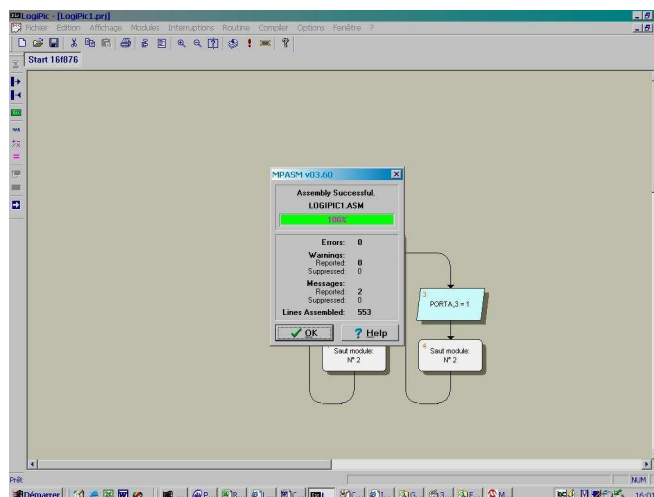 LogiPic - [LogiPic1.prj]
Fichier Edition Affichage Modules Interruptions Routine Compiler Options Fenêtre ?
Start 16f876
MPASM v03.60
Assembly Successful.
LOGIPIC1.ASM
100%
Errors: 0
Warnings:
Reported: 0
Suppressed: 0
Messages:
Reported: 2
Suppressed: 0
Lines Assembled: 553
OK Help
3
PORTA,3 = 1
Saut module:
N° 2
4
Saut module:
N° 2
Prêt NUM
Démarrer